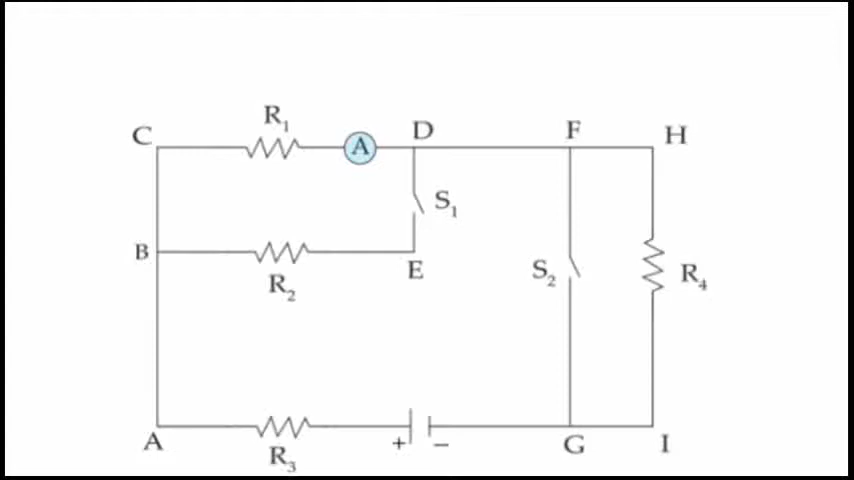 R₁
C
A
D
F
H
S₁
B
R₂
E
S₂
R₄
A
R₃
+
−
G
I